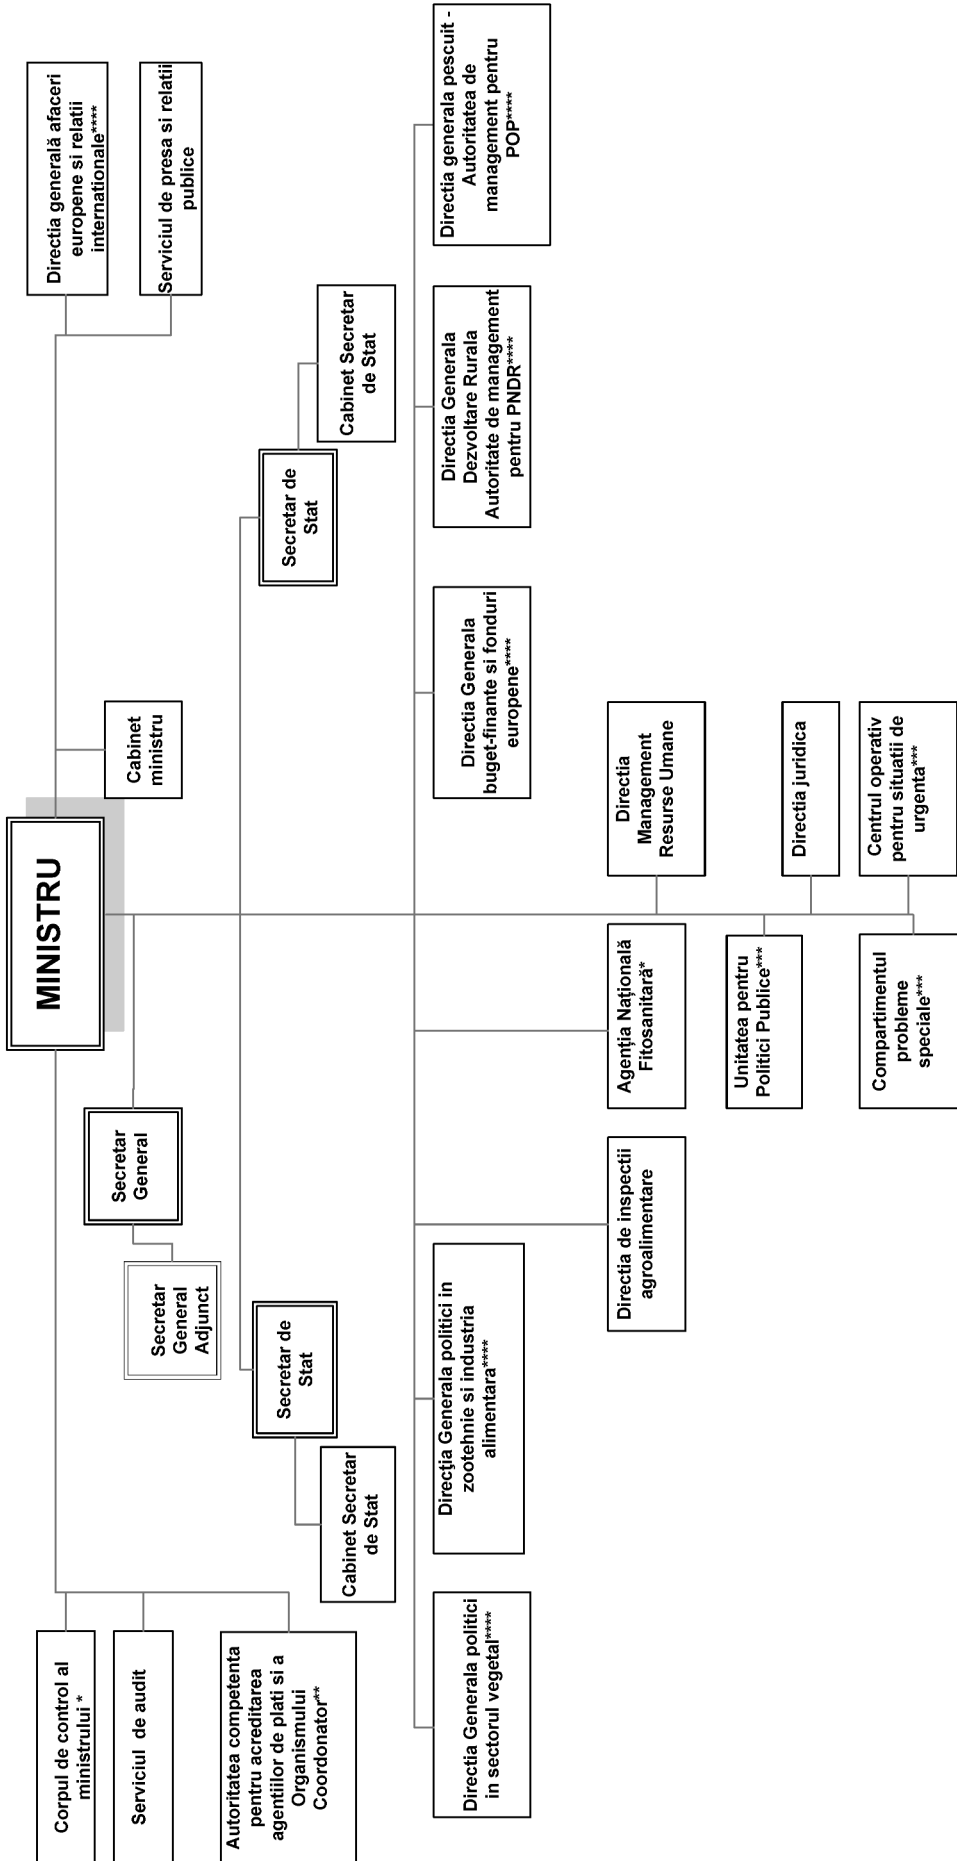 MINISTRU
Corpul de control al
ministrului *
Serviciul de audit
Autoritatea competenta
pentru acreditarea
agentiilor de plati si a
Organismului
Coordonator**
Secretar
General
Secretar
General
Adjunct
Cabinet
ministru
Directia generală afaceri
europene si relatii
internationale****
Serviciul de presa si relatii
publice
Secretar de
Stat
Cabinet Secretar
de Stat
Secretar de
Stat
Cabinet Secretar
de Stat
Directia Generala politici
in sectorul vegetal****
Direcţia Generala politici in
zootehnie si industria
alimentara****
Directia Generala
buget-finante si fonduri
europene****
Directia Generala
Dezvoltare Rurala
Autoritate de management
pentru PNDR****
Directia generala pescuit -
Autoritatea de
management pentru
POP****
Directia de inspectii
agroalimentare
Agenția Națională
Fitosanitară*
Directia
Management
Resurse Umane
Unitatea pentru
Politici Publice***
Directia juridica
Compartimentul
probleme
speciale***
Centrul operativ
pentru situatii de
urgenta***